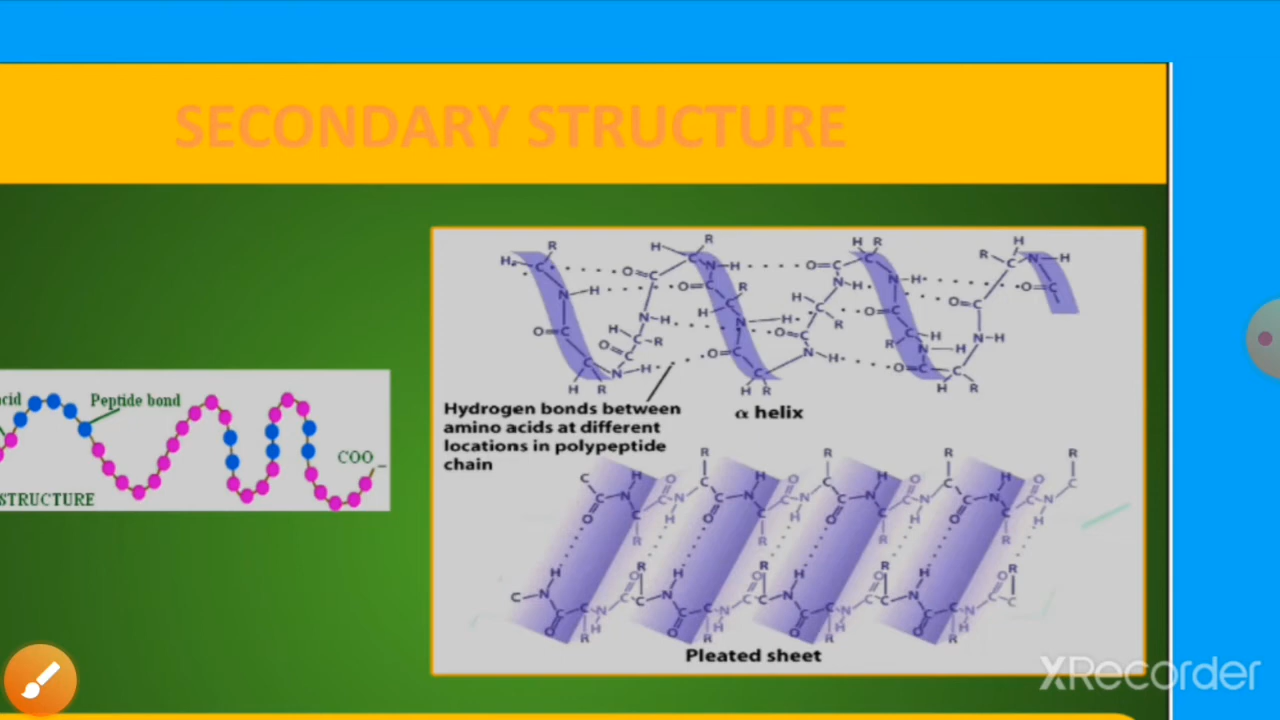 SECONDARY STRUCTURE
acid
Peptide bond
COO –
STRUCTURE
Hydrogen bonds between
amino acids at different
locations in polypeptide
chain
α helix
Pleated sheet
XRecorder